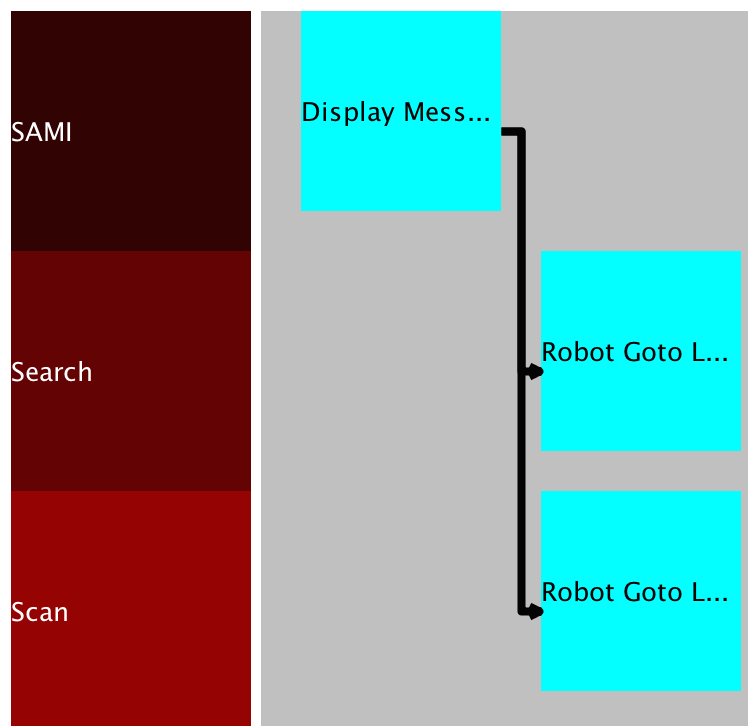 SAMI
Display Mess...
Search
Robot Goto L...
Scan
Robot Goto L...